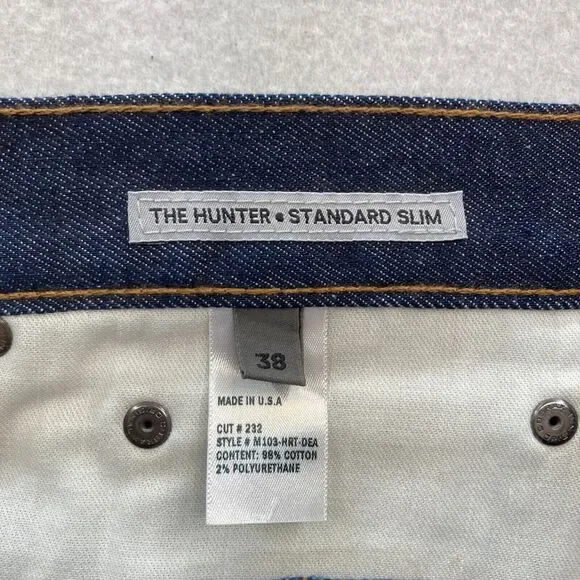 THE HUNTER • STANDARD SLIM
38
MADE IN U.S.A
CUT # 232
STYLE # M103-HRT-DEA
CONTENT: 98% COTTON
2% POLYURETHANE